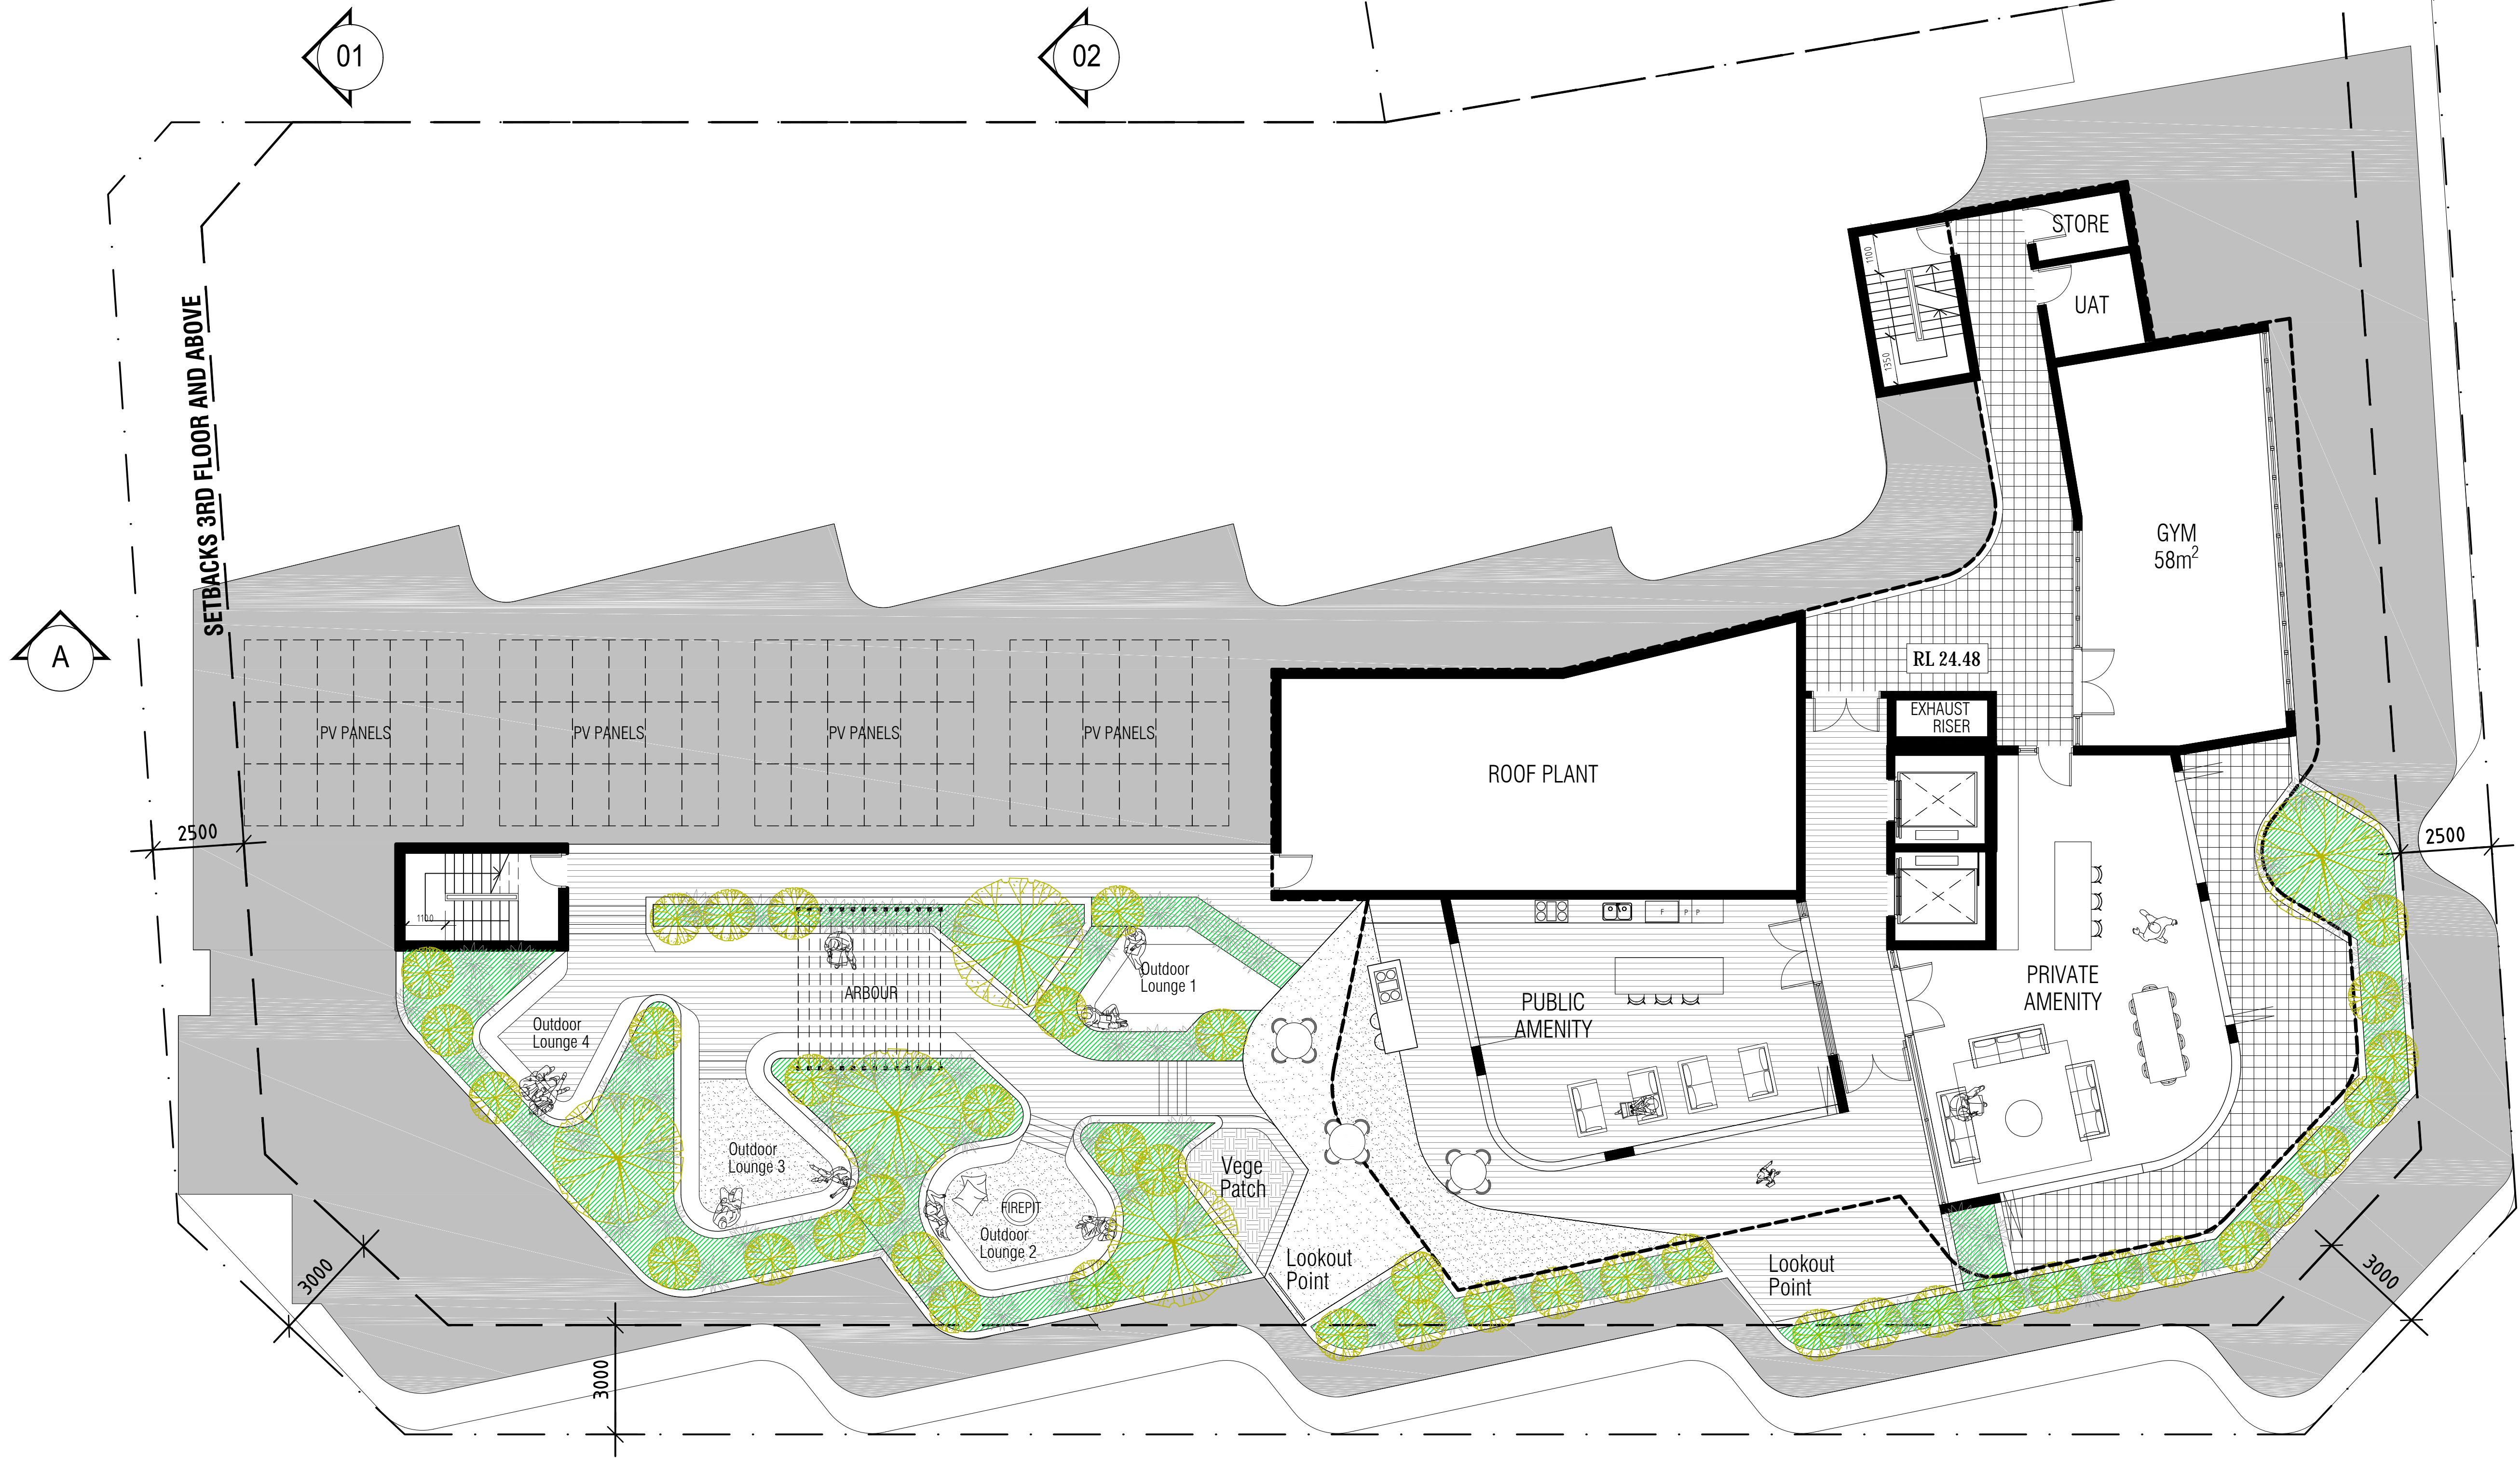 01
02
SETBACKS 3RD FLOOR AND ABOVE
STORE
1100
UAT
1350
GYM
58m²
A
RL 24.48
EXHAUST
RISER
PV PANELS
PV PANELS
PV PANELS
PV PANELS
ROOF PLANT
2500
2500
1100
F
P
P
Outdoor
Lounge 1
ARBOUR
PRIVATE
AMENITY
PUBLIC
AMENITY
Outdoor
Lounge 4
Outdoor
Lounge 3
Vege
Patch
FIREPIT
Outdoor
Lounge 2
Lookout
Point
Lookout
Point
3000
3000
3000